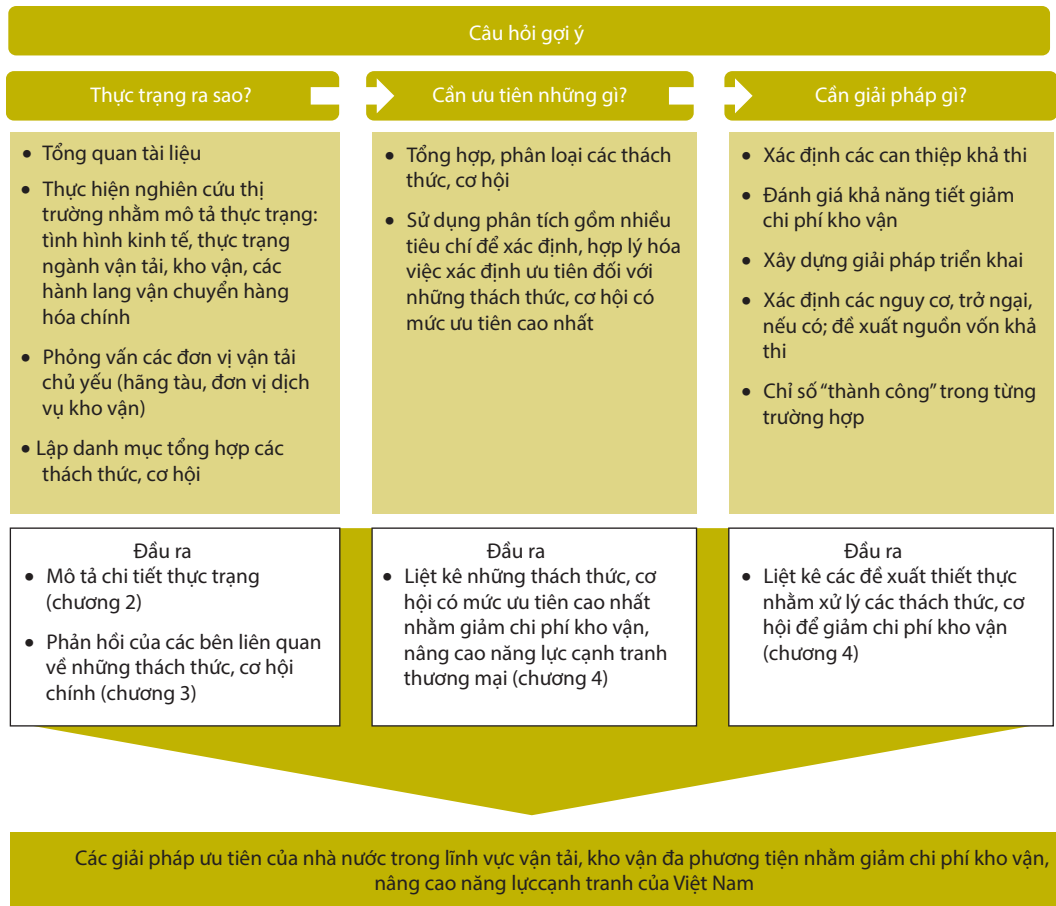 Câu hỏi gợi ý
Thực trạng ra sao?
Cần ưu tiên những gì?
Cần giải pháp gì?
• Tổng quan tài liệu
• Thực hiện nghiên cứu thị
trường nhằm mô tả thực trạng:
tình hình kinh tế, thực trạng
ngành vận tải, kho vận, các
hành lang vận chuyển hàng
hóa chính
• Phỏng vấn các đơn vị vận tải
chủ yếu (hãng tàu, đơn vị dịch
vụ kho vận)
• Lập danh mục tổng hợp các
thách thức, cơ hội
• Tổng hợp, phân loại các thách
thức, cơ hội
• Sử dụng phân tích gồm nhiều
tiêu chí để xác định, hợp lý hóa
việc xác định ưu tiên đối với
những thách thức, cơ hội có
mức ưu tiên cao nhất
• Xác định các can thiệp khả thi
• Đánh giá khả năng tiết giảm
chi phí kho vận
• Xây dựng giải pháp triển khai
• Xác định các nguy cơ, trở ngại,
nếu có; đề xuất nguồn vốn khả
thi
• Chỉ số “thành công” trong từng
trường hợp
Đầu ra
• Mô tả chi tiết thực trạng
(chương 2)
• Phản hồi của các bên liên quan
về những thách thức, cơ hội
chính (chương 3)
Đầu ra
• Liệt kê những thách thức, cơ
hội có mức ưu tiên cao nhất
nhằm giảm chi phí kho vận,
nâng cao năng lực cạnh tranh
thương mại (chương 4)
Đầu ra
• Liệt kê các đề xuất thiết thực
nhằm xử lý các thách thức, cơ
hội để giảm chi phí kho vận
(chương 4)
Các giải pháp ưu tiên của nhà nước trong lĩnh vực vận tải, kho vận đa phương tiện nhằm giảm chi phí kho vận,
nâng cao năng lựccạnh tranh của Việt Nam